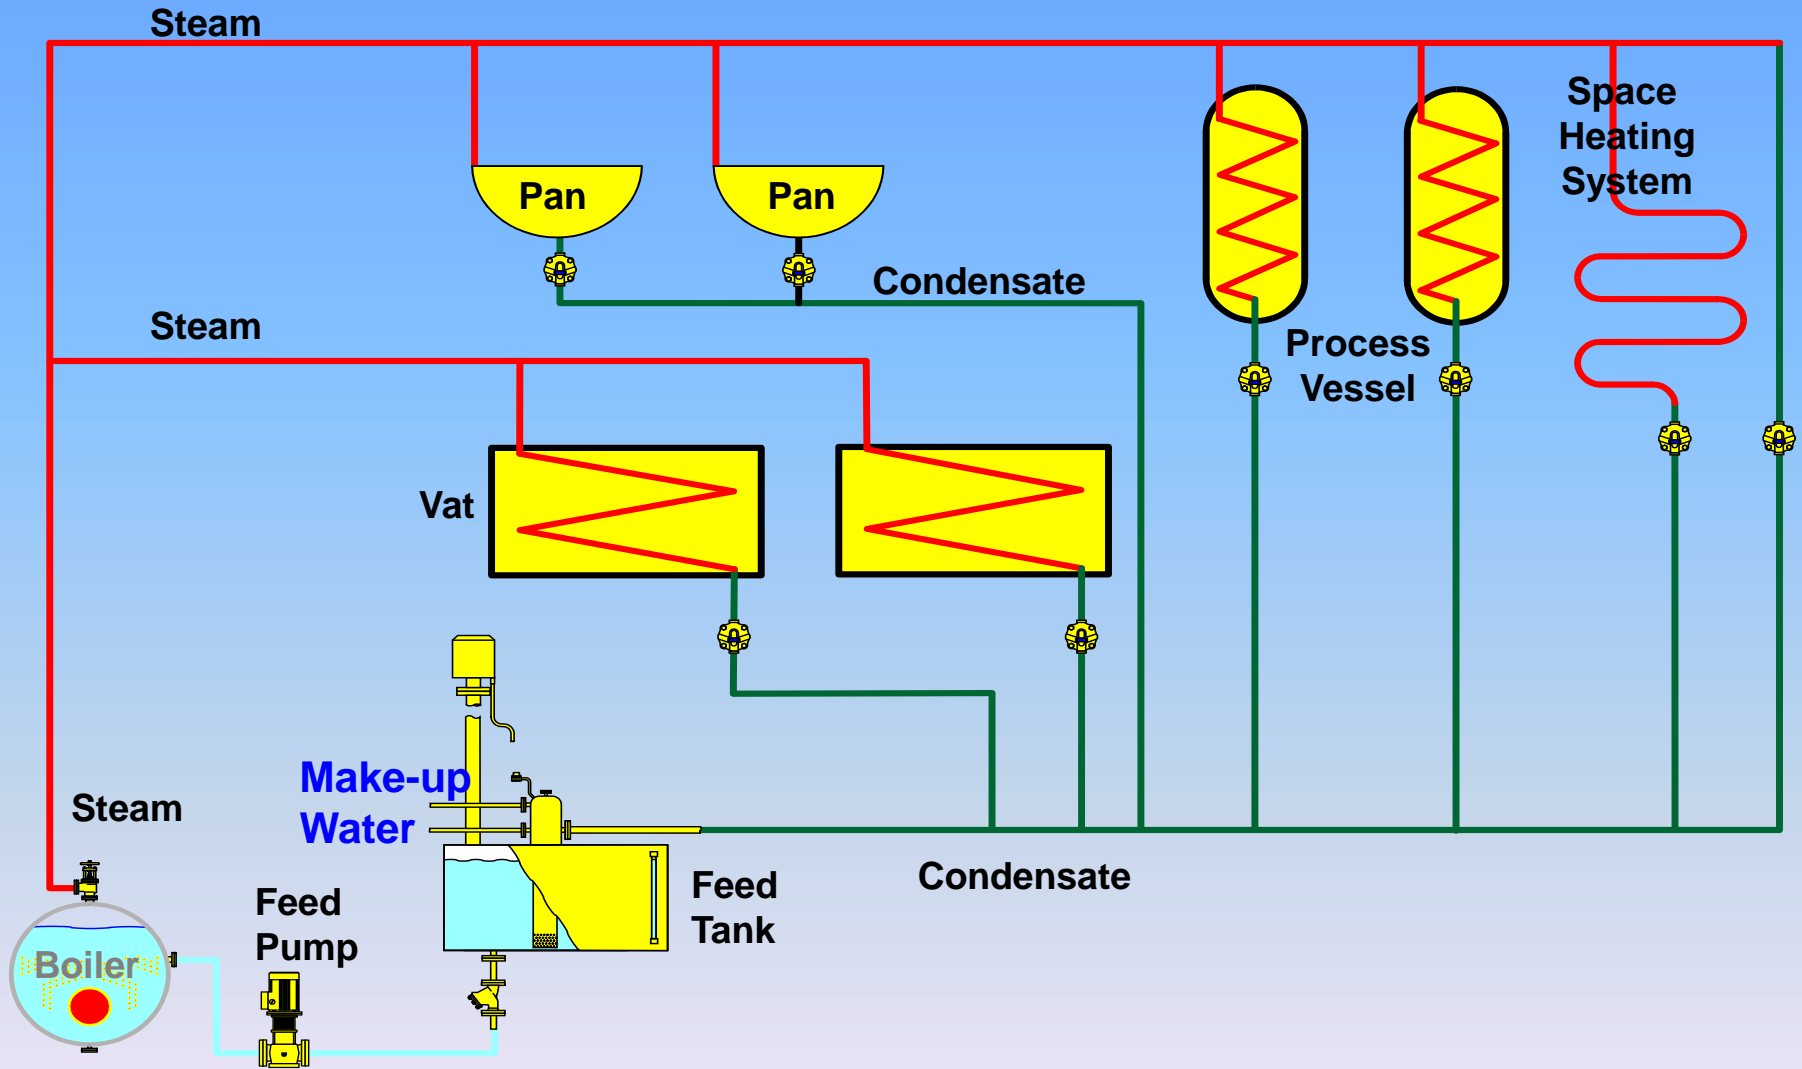 Steam
Space
Heating
System
Pan
Pan
Condensate
Steam
Process
Vessel
Vat
Make-up
Water
Steam
Condensate
Feed
Tank
Feed
Pump
Boiler